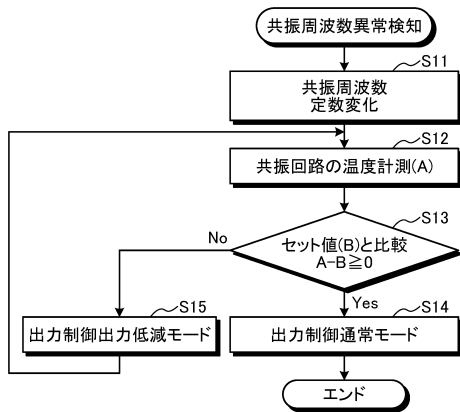 共振周波数異常検知
S11
共振周波数
定数変化
S12
共振回路の温度計測(A)
S13
セット値(B)と比較
A-B≧0
No
Yes
S15
出力制御出力低減モード
S14
出力制御通常モード
エンド